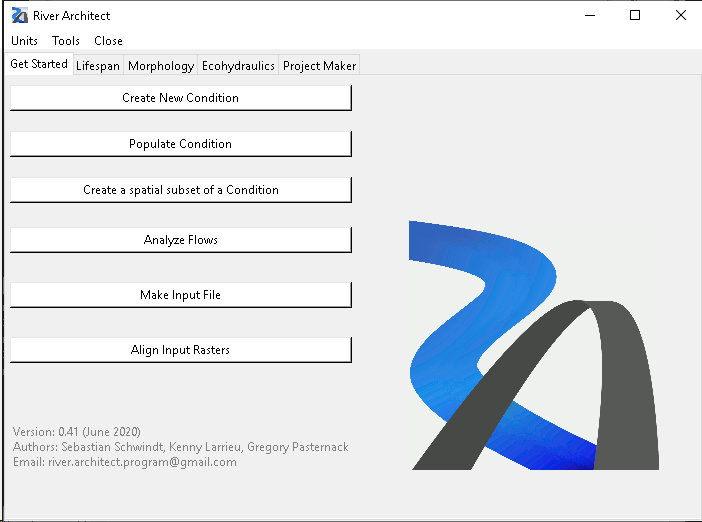 River Architect
Units Tools Close
Get Started Lifespan Morphology Ecohydraulics Project Maker
Create New Condition
Populate Condition
Create a spatial subset of a Condition
Analyze Flows
Make Input File
Align Input Rasters
Version: 0.41 (June 2020)
Authors: Sebastian Schwindt, Kenny Larrieu, Gregory Pasternack
Email: river.architect.program@gmail.com